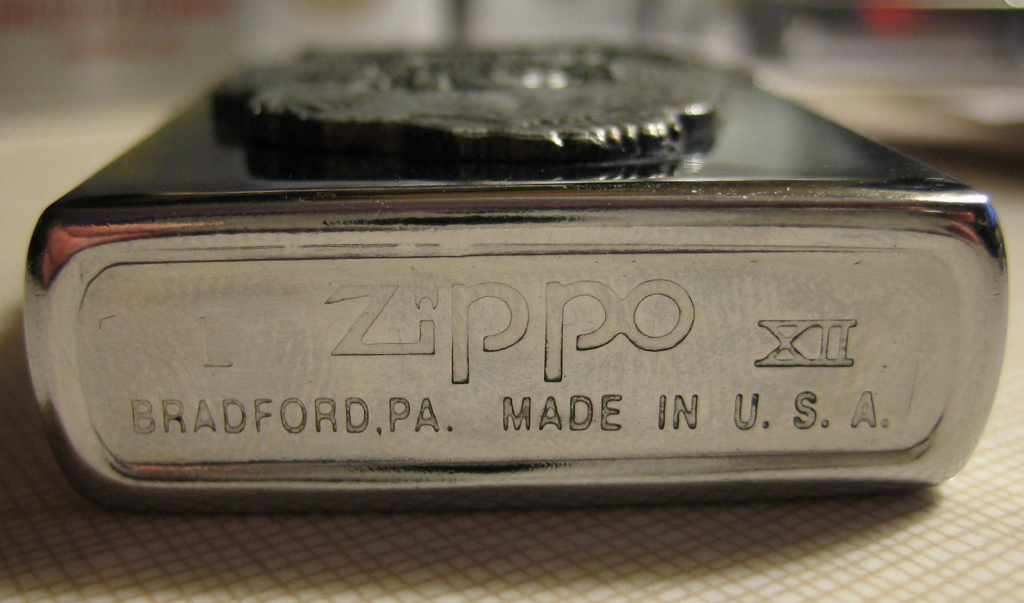 Zippo XII
BRADFORD,PA. MADE IN U. S. A.